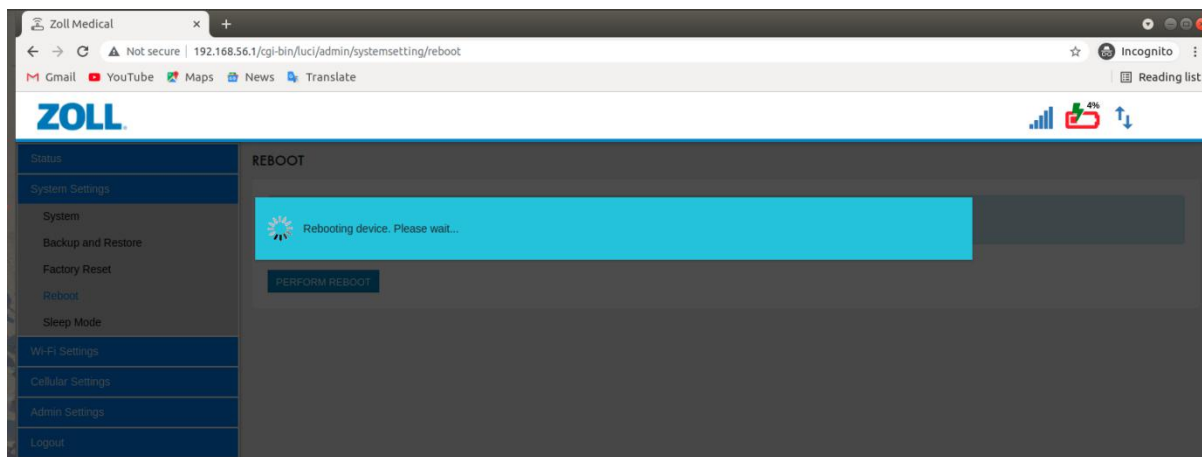 Zoll Medical
Not secure | 192.168.56.1/cgi-bin/luci/admin/systemsetting/reboot
Incognito
Gmail YouTube Maps News Translate
Reading list
ZOLL
4%
Status
REBOOT
System Settings
System
Rebooting device. Please wait...
Backup and Restore
Factory Reset
PERFORM REBOOT
Reboot
Sleep Mode
Wi-Fi Settings
Cellular Settings
Admin Settings
Logout